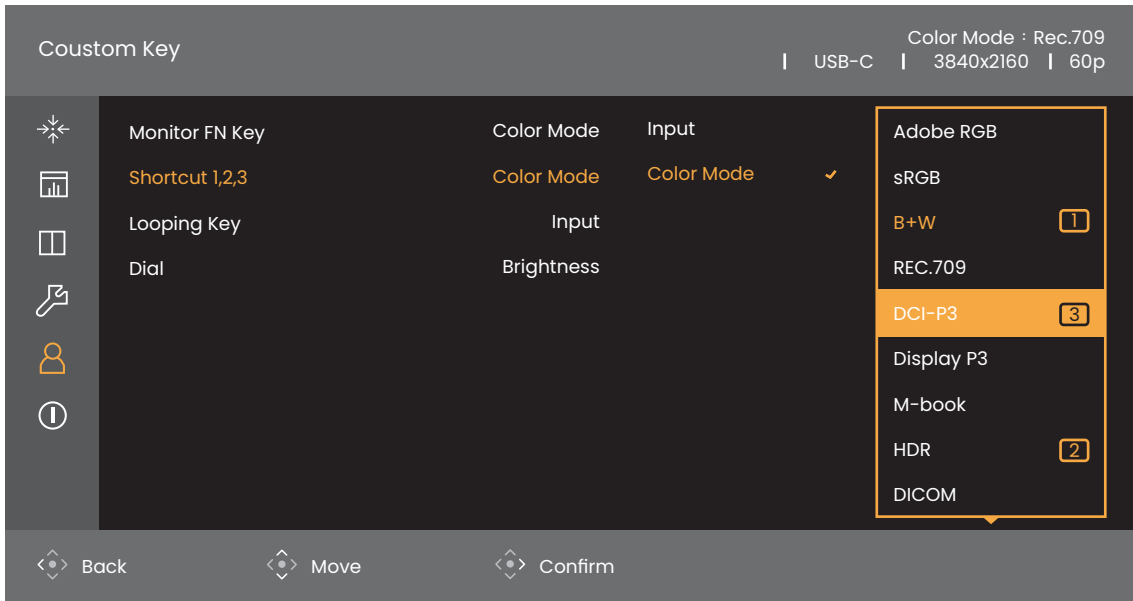 Coustom Key
Color Mode : Rec.709
| USB-C | 3840x2160 | 60p
Monitor FN Key Color Mode Input Adobe RGB
Shortcut 1,2,3 Color Mode Color Mode sRGB
Looping Key Input B+W 1
Dial Brightness REC.709
DCI-P3 3
Display P3
M-book
HDR 2
DICOM
Back Move Confirm